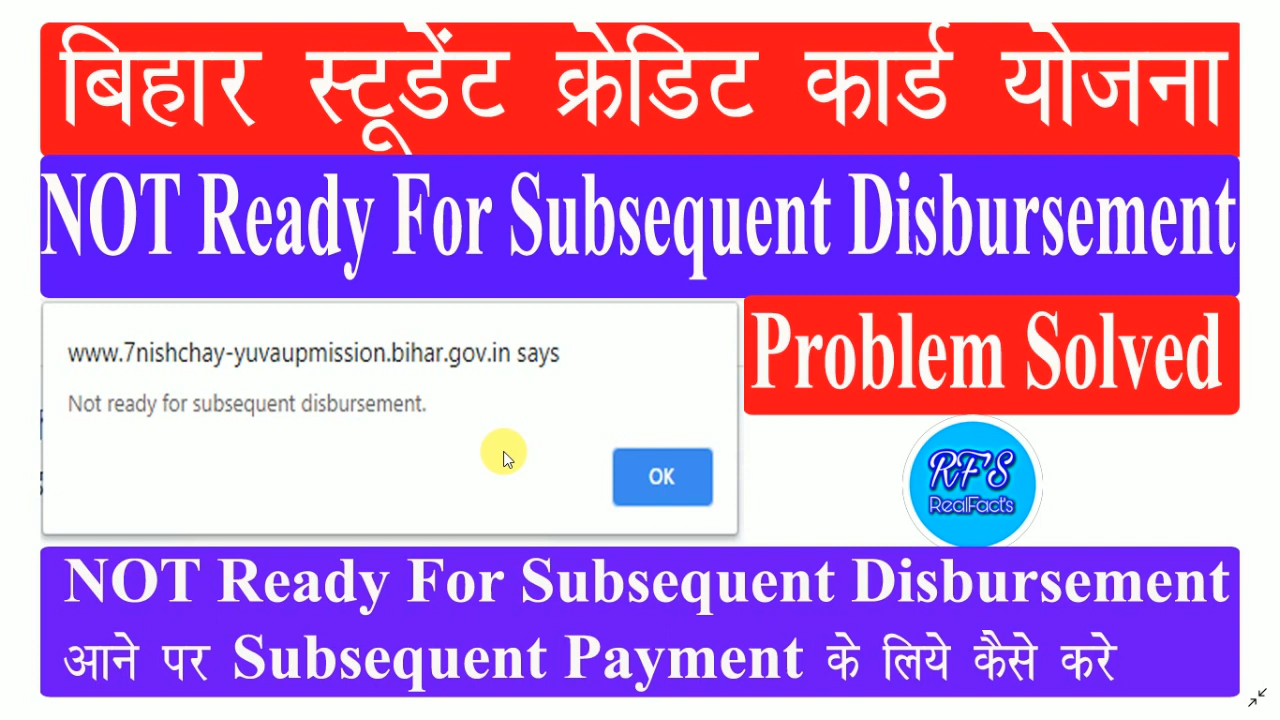 बिहार स्टूडेंट क्रेडिट कार्ड योजना
NOT Ready For Subsequent Disbursement
www.7nishchay-yuvaupmission.bihar.gov.in says
Not ready for subsequent disbursement.
OK
Problem Solved
RF'S
RealFact's
NOT Ready For Subsequent Disbursement
आने पर Subsequent Payment के लिये कैसे करे